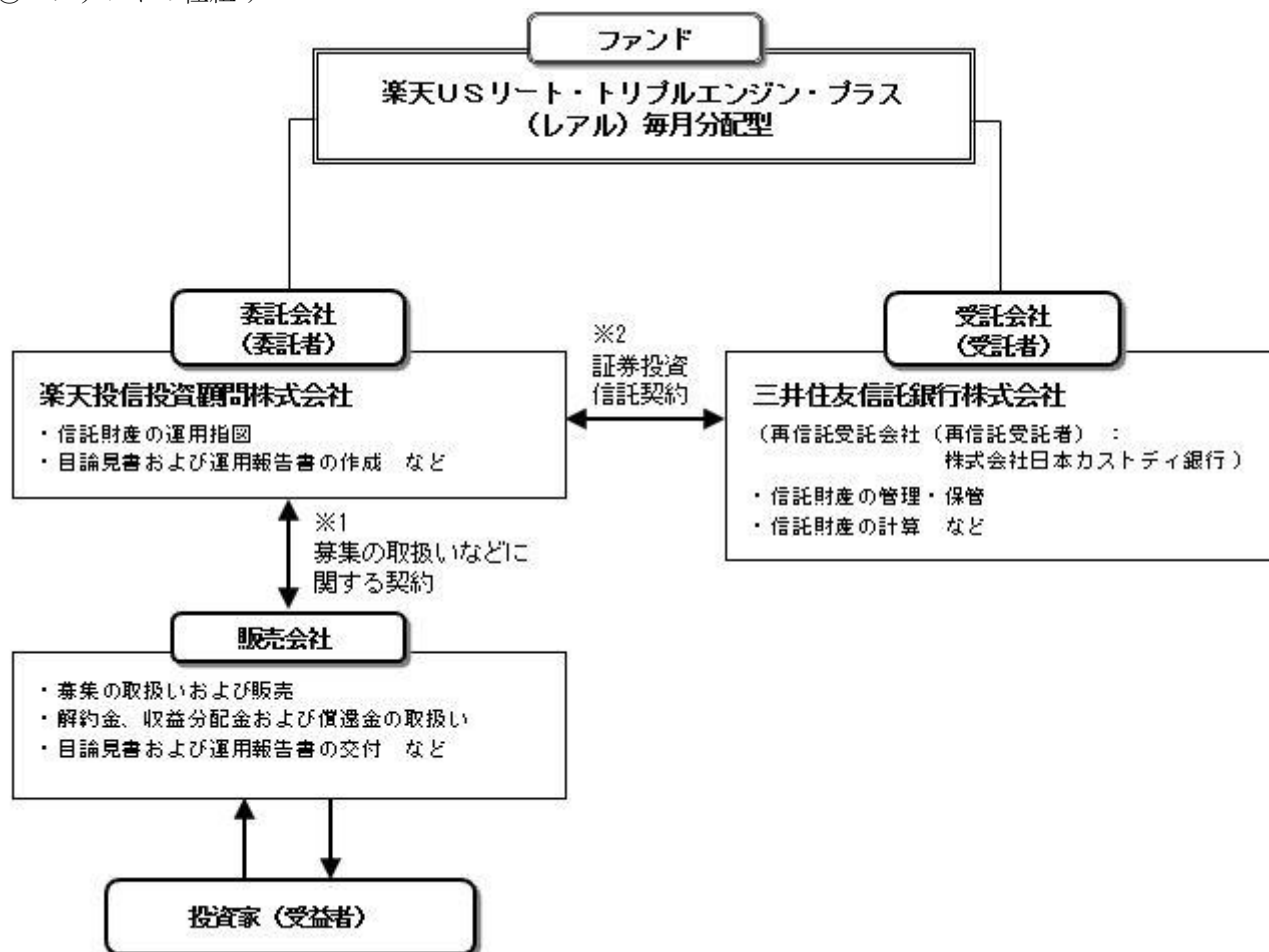 ファンド
楽天USリート・トリプルエンジン・プラス
(レアル)毎月分配型
委託会社
(委託者)
楽天投信投資顧問株式会社
・信託財産の運用指図
・目論見書および運用報告書の作成 など
※2
証券投資
信託契約
受託会社
(受託者)
三井住友信託銀行株式会社
(再信託受託会社(再信託受託者) :
株式会社日本カストディ銀行)
・信託財産の管理・保管
・信託財産の計算 など
※1
募集の取扱いなどに
関する契約
販売会社
・募集の取扱いおよび販売
・解約金、収益分配金および償還金の取扱い
・目論見書および運用報告書の交付 など
投資家(受益者)